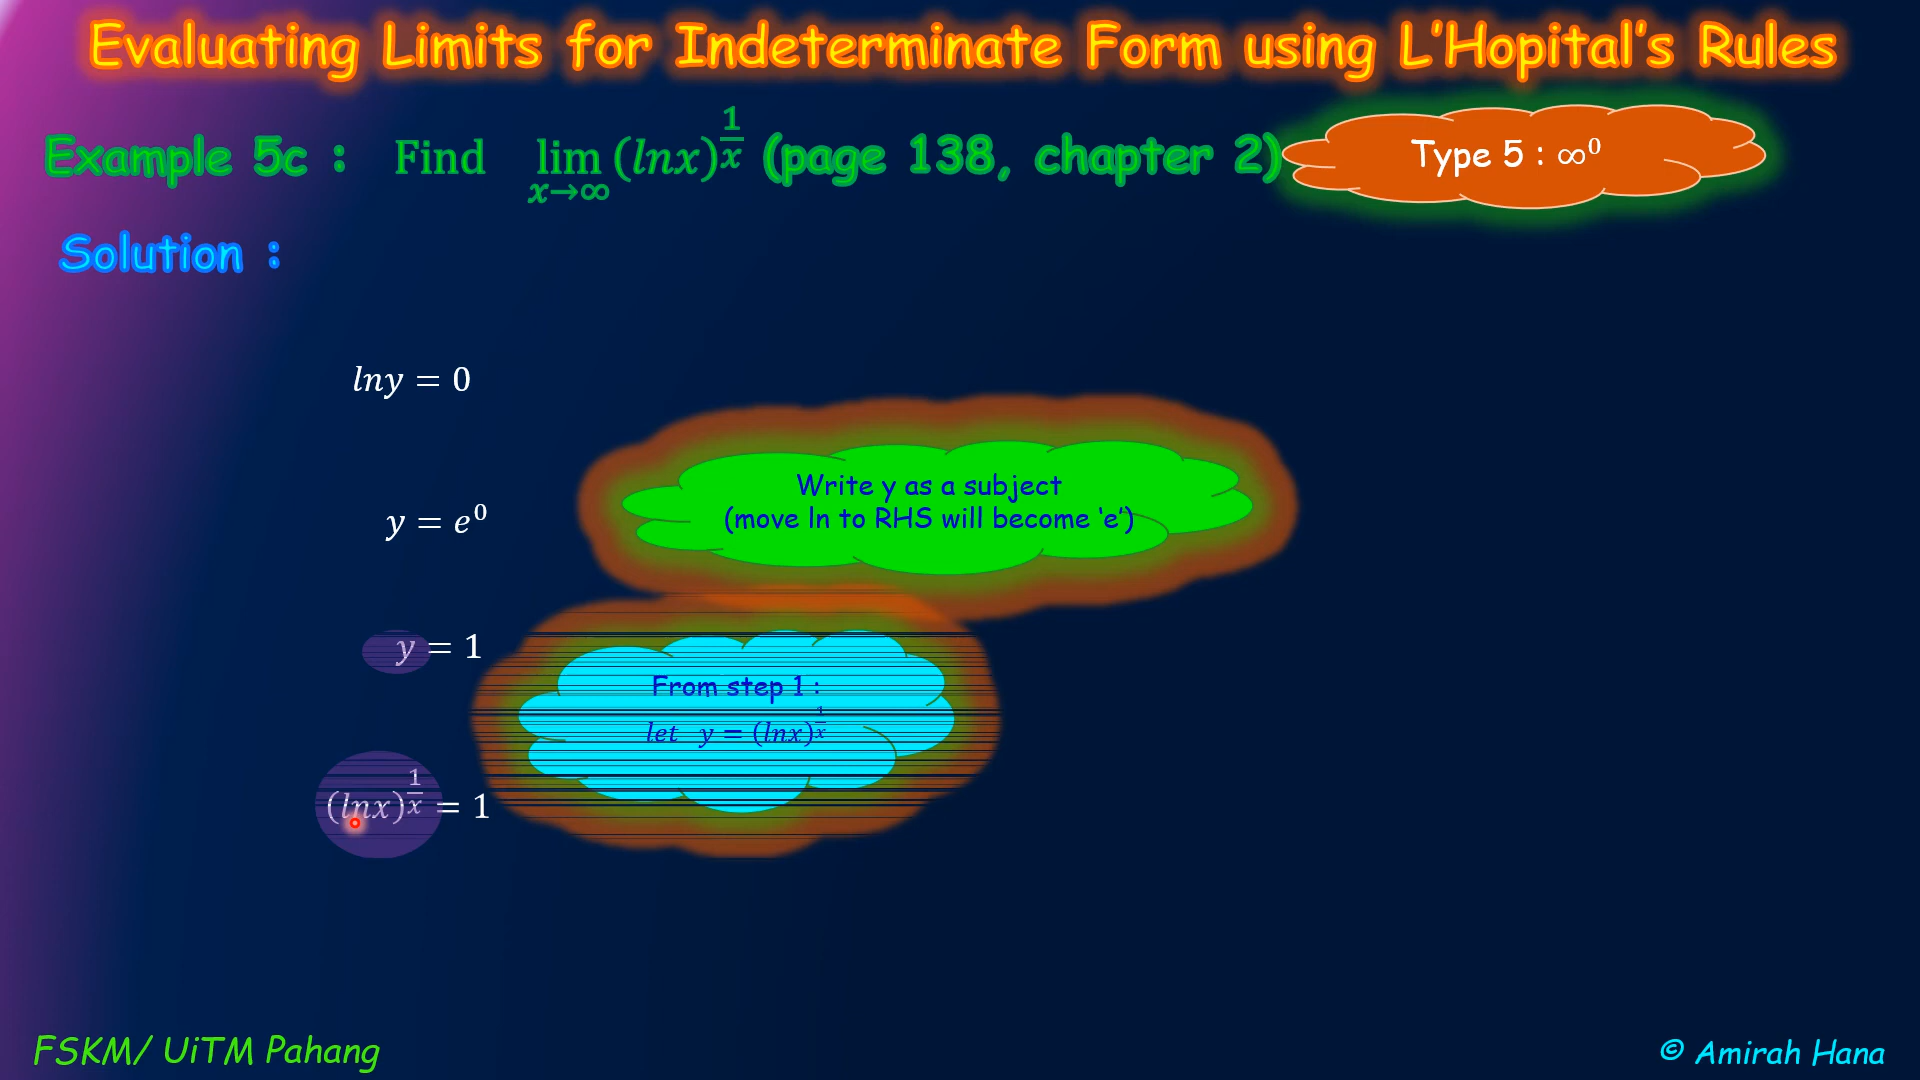 Evaluating Limits for Indeterminate Form using L'Hopital's Rules
Example 5c : Find lim x→∞ (lnx)^(1/x) (page 138, chapter 2)
Type 5 : ∞⁰
Solution :
lny = 0
Write y as a subject
(move ln to RHS will become 'e')
y = e⁰
y = 1
From step 1 :
let y = (lnx)^(1/x)
(lnx)^(1/x) = 1
FSKM/ UiTM Pahang
© Amirah Hana